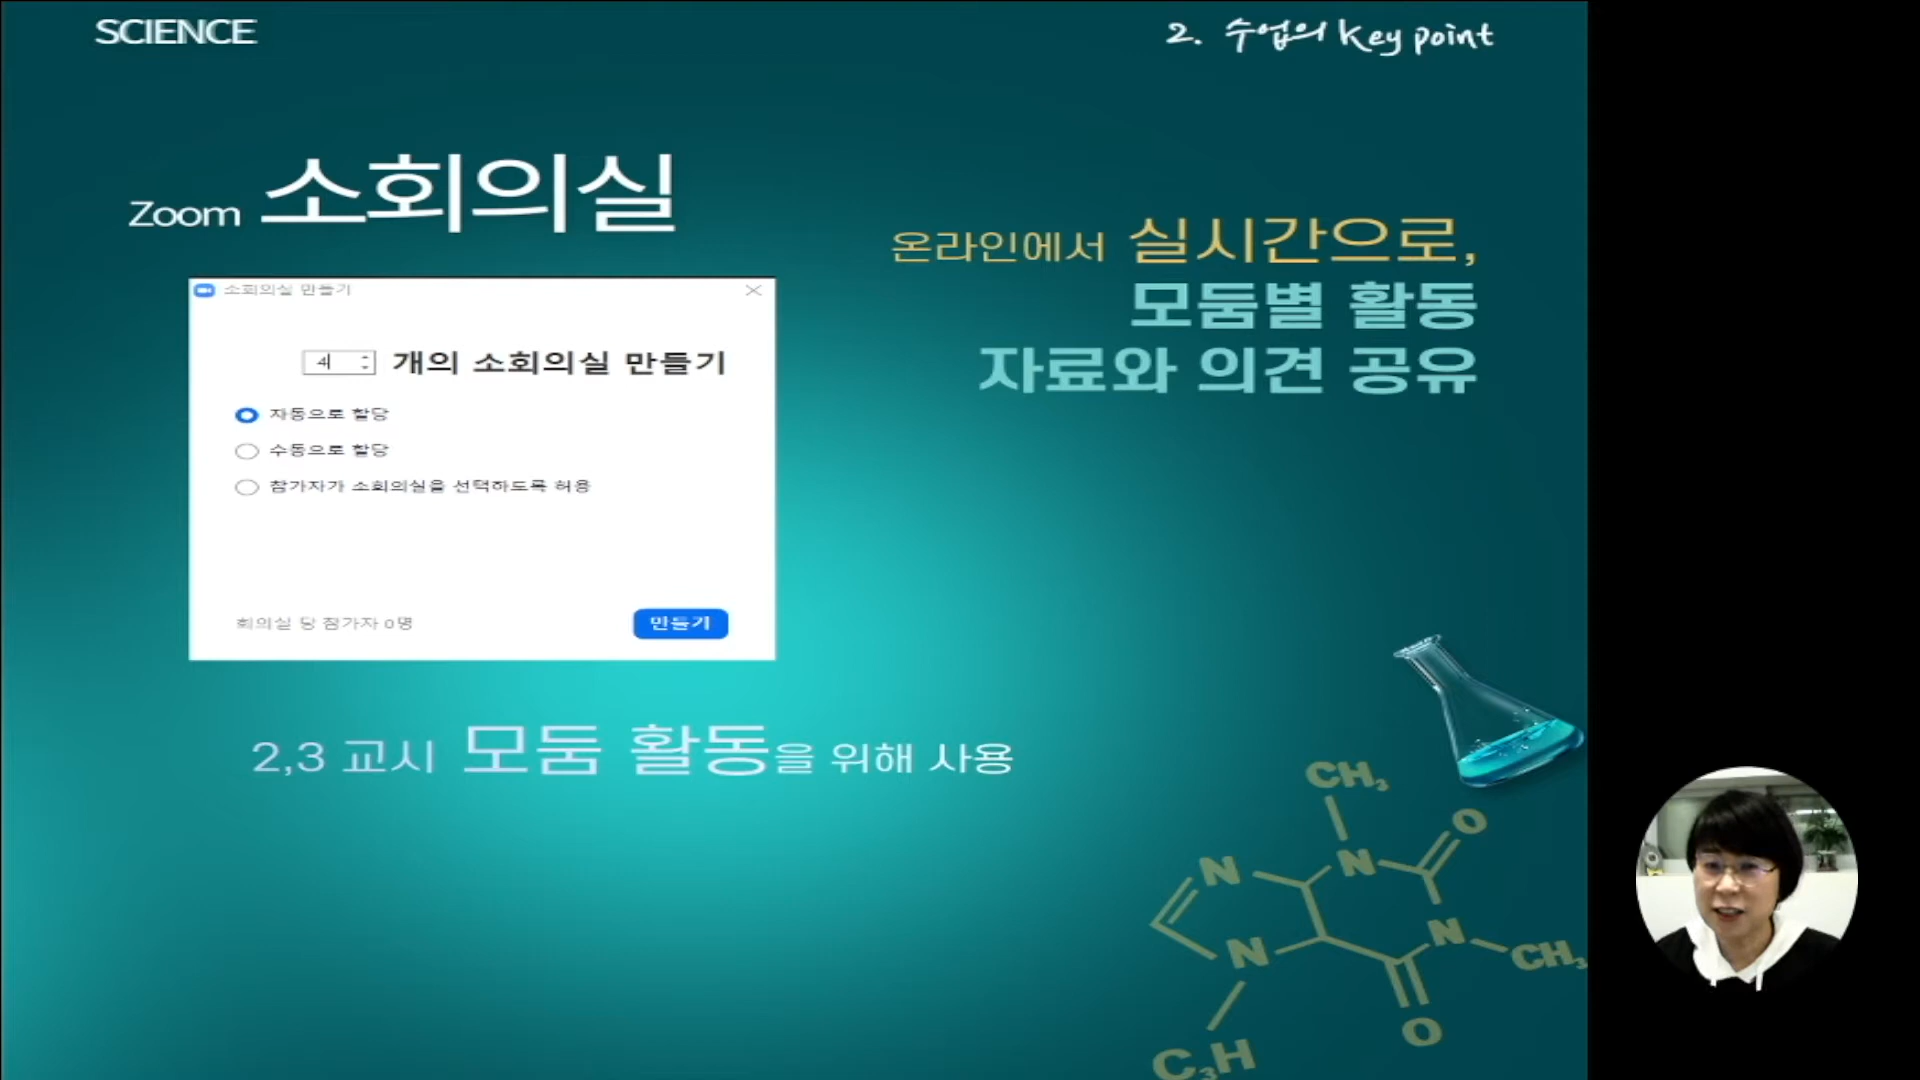 SCIENCE
2. 수업의 key point
Zoom 소회의실
온라인에서 실시간으로,
모둠별 활동
자료와 의견 공유
소회의실 만들기
4 개의 소회의실 만들기
자동으로 할당
수동으로 할당
참가자가 소회의실을 선택하도록 허용
회의실 당 참가자 0명
만들기
2,3 교시 모둠 활동을 위해 사용
CH3
O
N
N
N
N
CH3
O
C3H